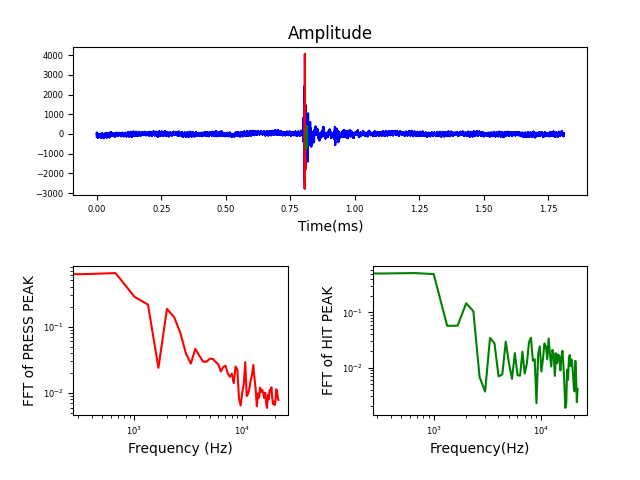 Amplitude
4000
3000
2000
1000
0
−1000
−2000
−3000
0.00 0.25 0.50 0.75 1.00 1.25 1.50 1.75
Time(ms)
FFT of PRESS PEAK
10⁻¹
10⁻²
10³ 10⁴
Frequency (Hz)
FFT of HIT PEAK
10⁻¹
10⁻²
10³ 10⁴
Frequency(Hz)